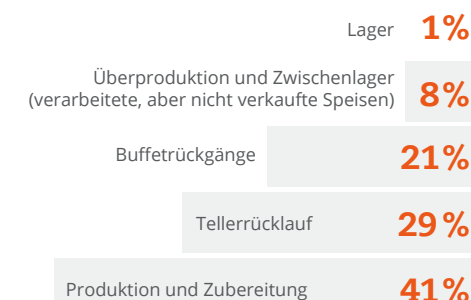 Lager 1%
Überproduktion und Zwischenlager
(verarbeitete, aber nicht verkaufte Speisen) 8%
Buffetrückgänge 21%
Tellerrücklauf 29%
Produktion und Zubereitung 41%